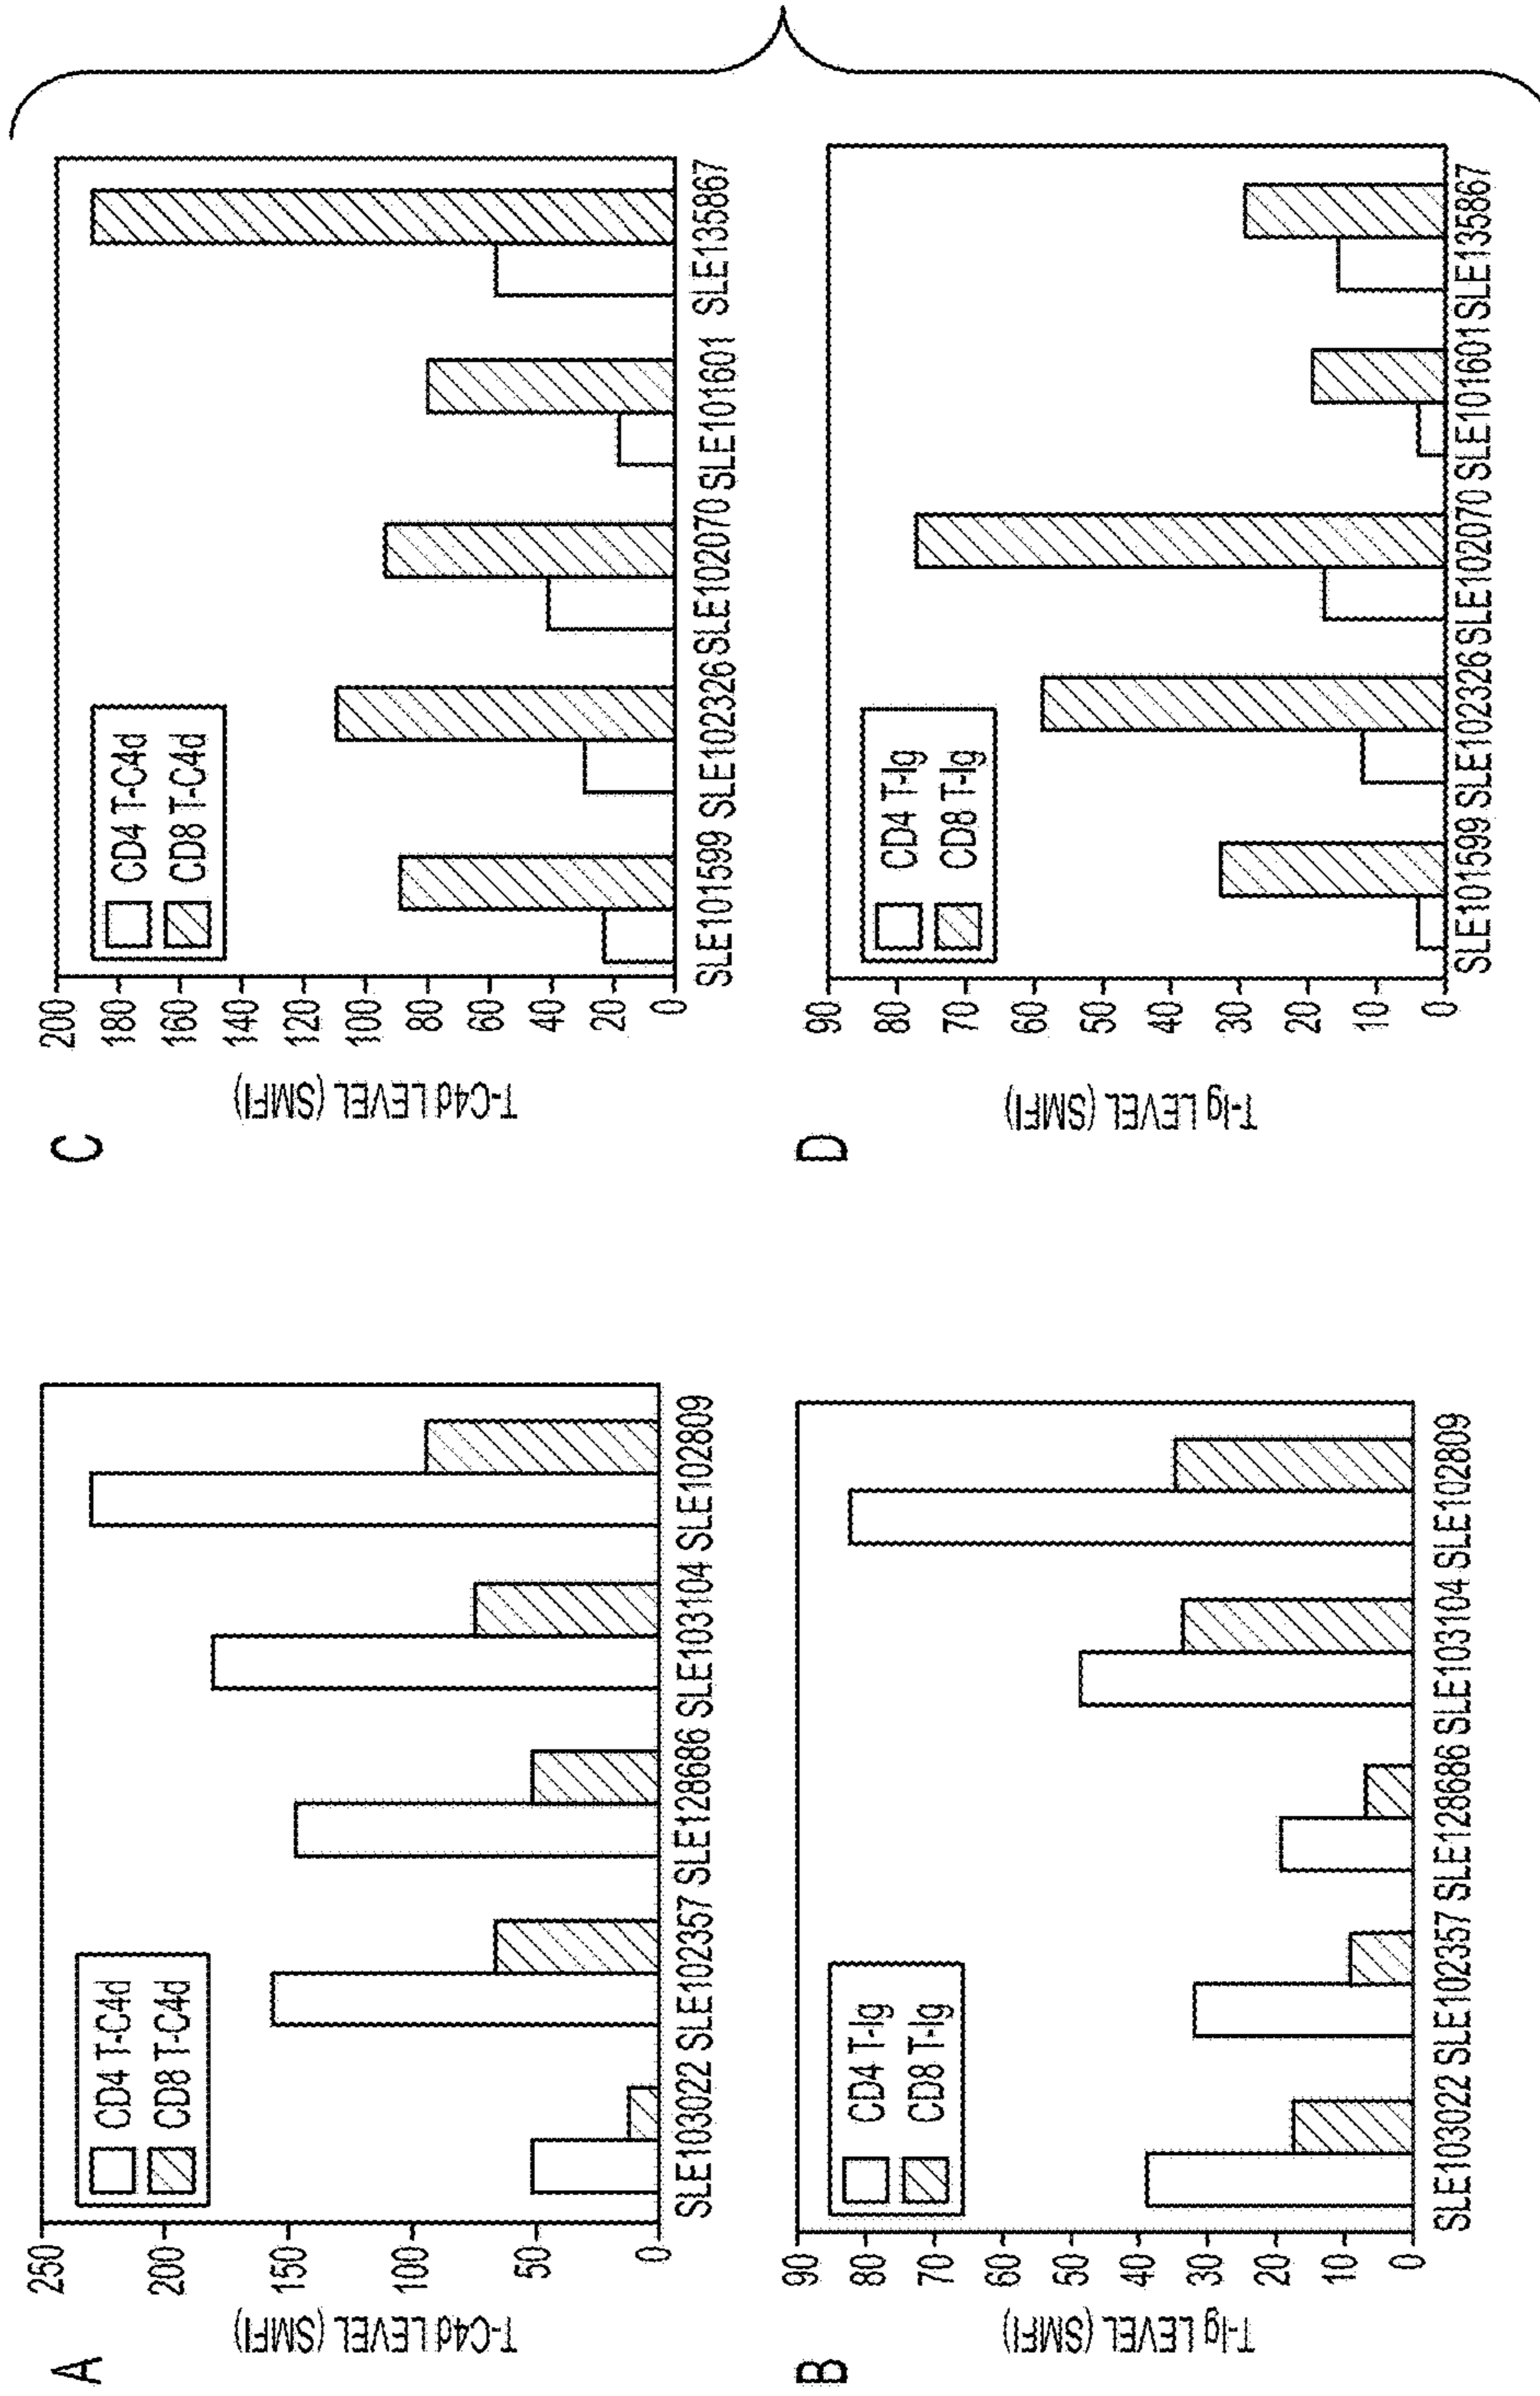 A
T-C4d LEVEL (SMFI)
250
200
150
100
50
0
CD4 T-C4d
CD8 T-C4d
SLE103022 SLE102357 SLE128686 SLE103104 SLE102809
B
T-Ig LEVEL (SMFI)
90
80
70
60
50
40
30
20
10
0
CD4 T-Ig
CD8 T-Ig
SLE103022 SLE102357 SLE128686 SLE103104 SLE102809
C
T-C4d LEVEL (SMFI)
200
180
160
140
120
100
80
60
40
20
0
CD4 T-C4d
CD8 T-C4d
SLE101599 SLE102326 SLE102070 SLE101601 SLE135867
D
T-Ig LEVEL (SMFI)
90
80
70
60
50
40
30
20
10
0
CD4 T-Ig
CD8 T-Ig
SLE101599 SLE102326 SLE102070 SLE101601 SLE135867